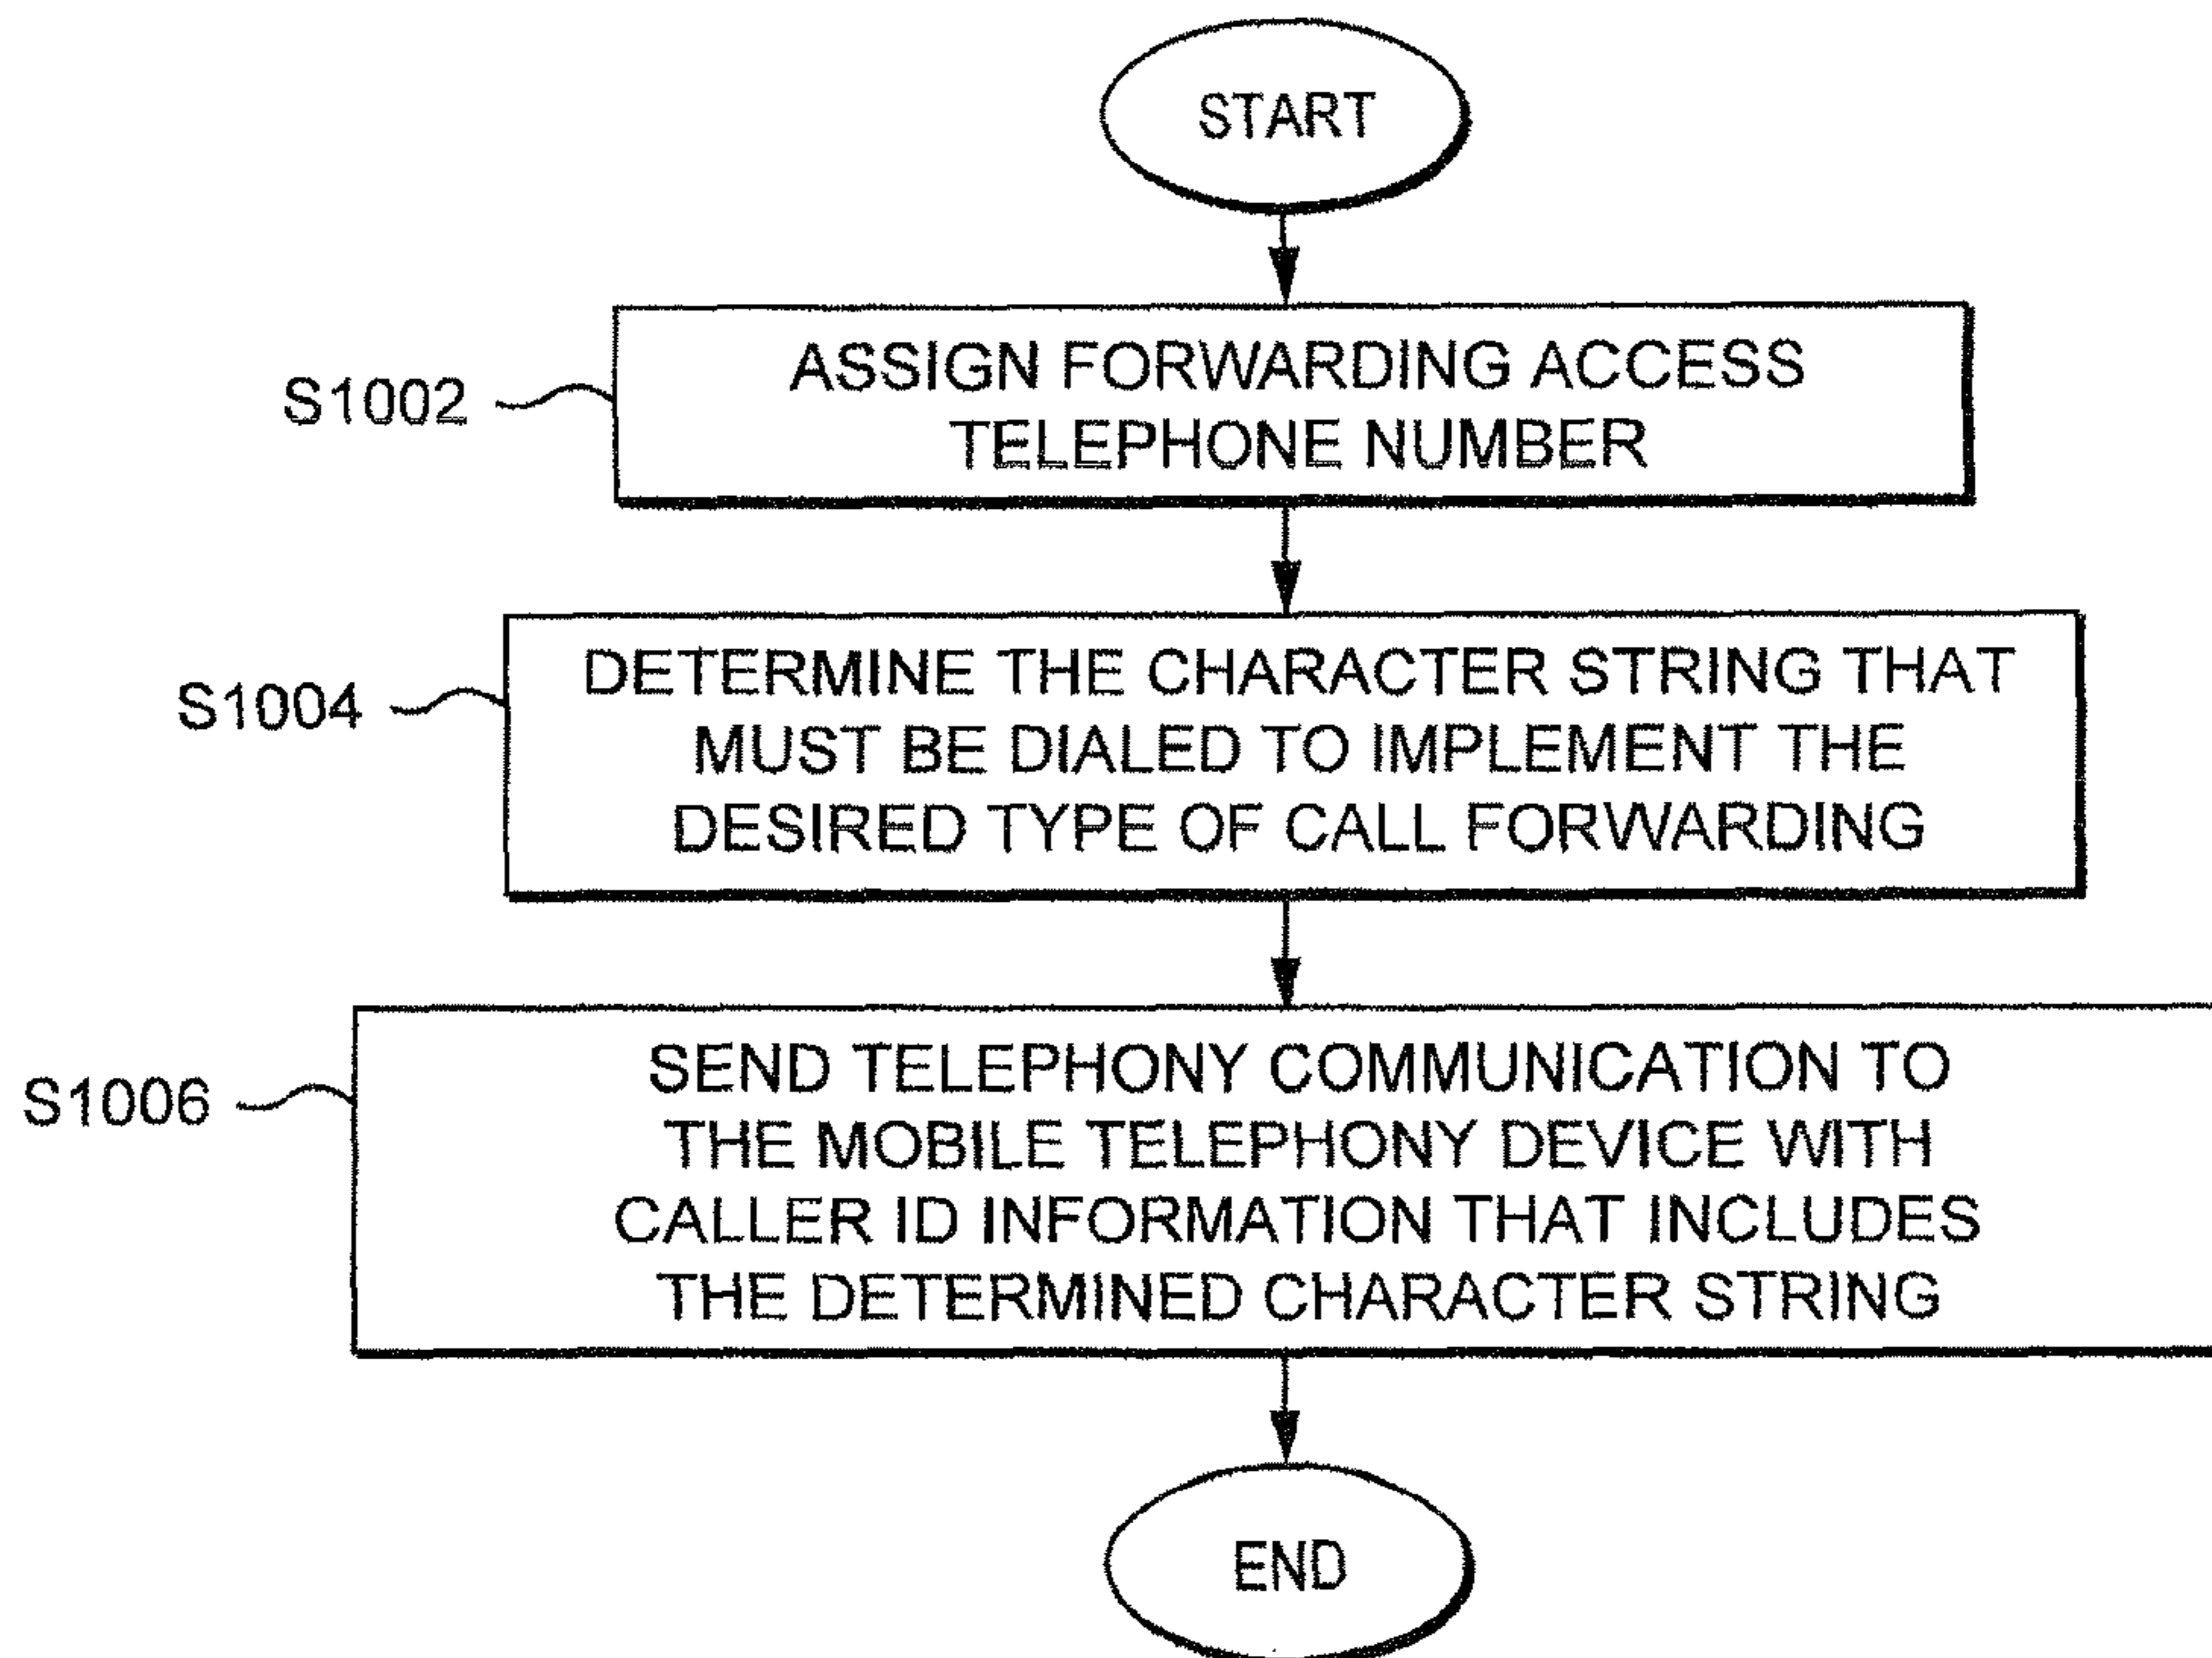 START
S1002
ASSIGN FORWARDING ACCESS
TELEPHONE NUMBER
S1004
DETERMINE THE CHARACTER STRING THAT
MUST BE DIALED TO IMPLEMENT THE
DESIRED TYPE OF CALL FORWARDING
S1006
SEND TELEPHONY COMMUNICATION TO
THE MOBILE TELEPHONY DEVICE WITH
CALLER ID INFORMATION THAT INCLUDES
THE DETERMINED CHARACTER STRING
END